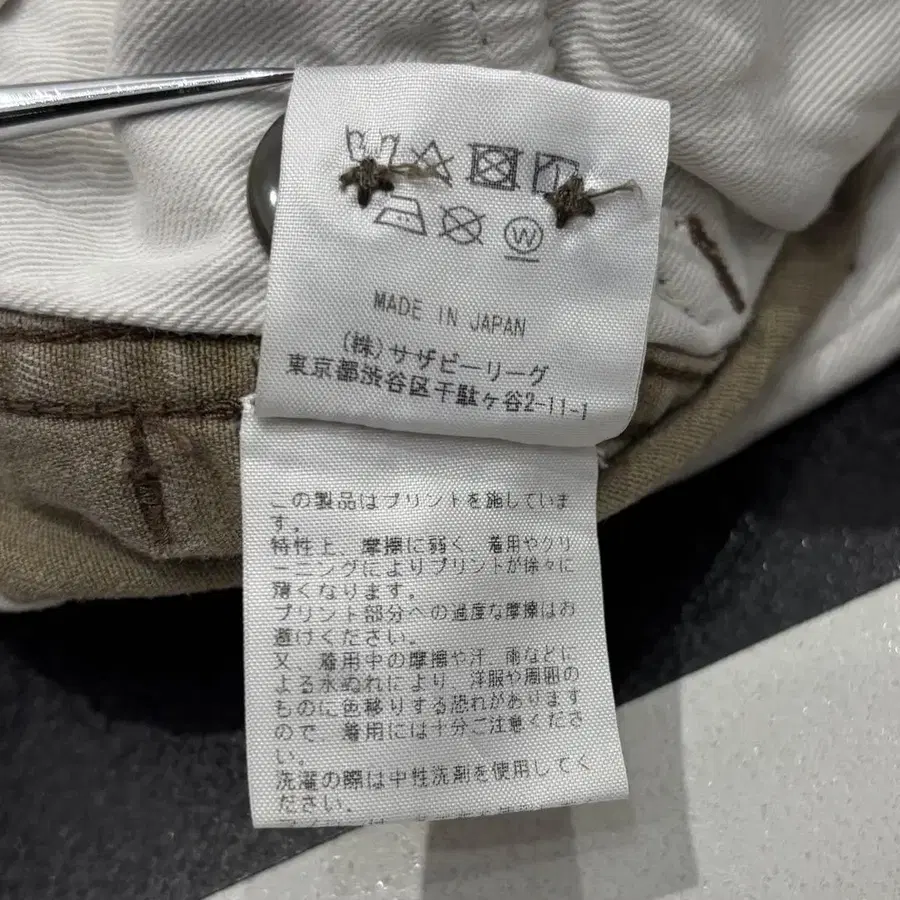 W
MADE IN JAPAN
(株)サザビーリーグ
東京都渋谷区千駄ヶ谷2-11-1
この製品はプリントを施していま
す。
特性上、摩擦に弱く、着用やクリ
ーニングによりプリントが徐々に
薄くなります。
プリント部分への過度な摩擦はお
避けください。
又、着用中の摩擦や汗、雨などに
よる水ぬれにより、洋服や周囲の
ものに色移りする恐れがあります
ので、着用には十分ご注意くださ
い。
洗濯の際は中性洗剤を使用してく
ださい。